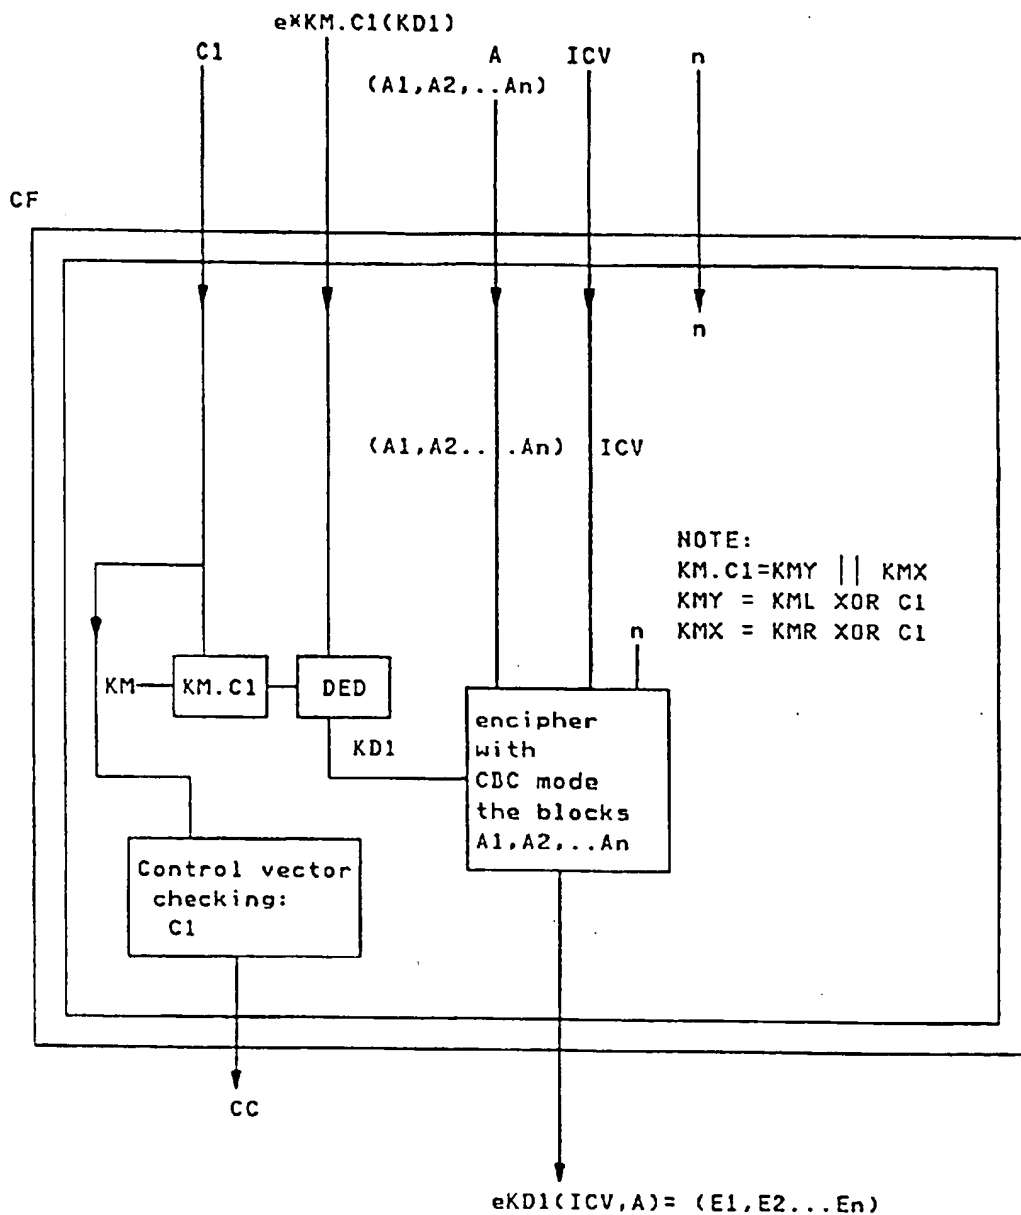 e*KM.C1(KD1)
C1
A
ICV
n
(A1,A2,..An)
CF
n
(A1,A2....An)
ICV
NOTE:
KM.C1=KMY || KMX
KMY = KML XOR C1
KMX = KMR XOR C1
n
KM
KM.C1
DED
KD1
encipher
with
CBC mode
the blocks
A1,A2,..An
Control vector
checking:
C1
CC
eKD1(ICV,A)= (E1,E2...En)